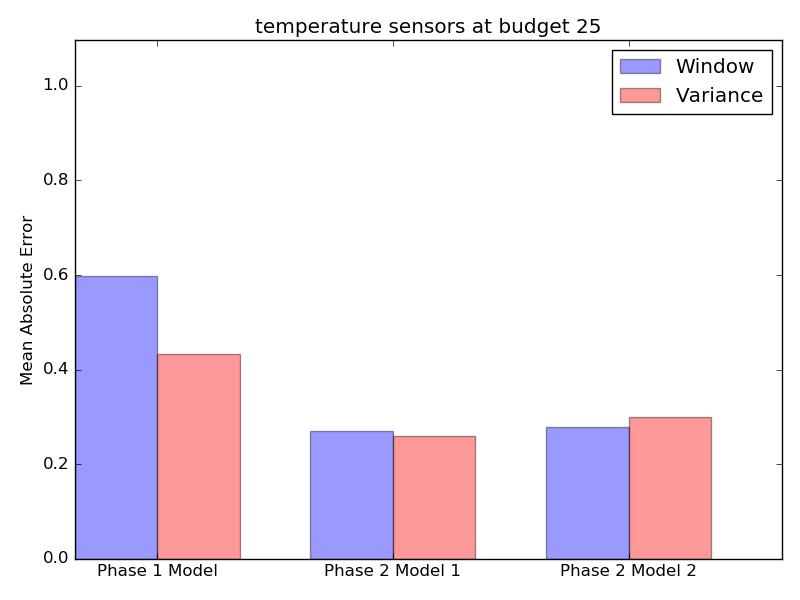 temperature sensors at budget 25
Window
Variance
Mean Absolute Error
1.0
0.8
0.6
0.4
0.2
0.0
Phase 1 Model
Phase 2 Model 1
Phase 2 Model 2